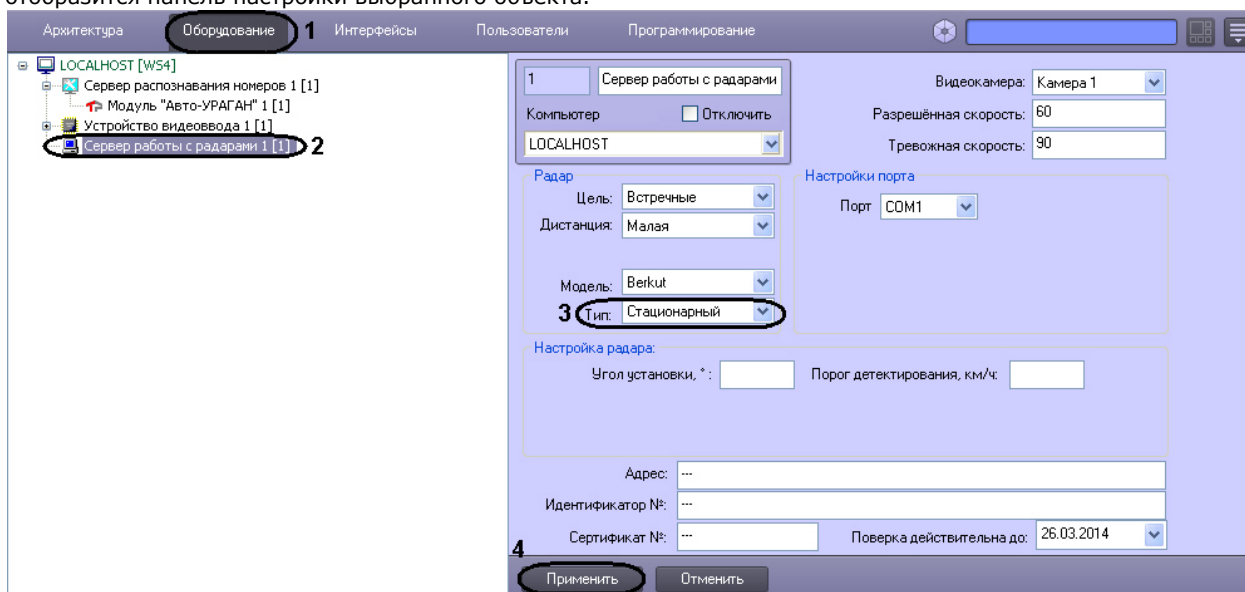 отобразится панель настройки выбранного объекта.
Архитектура Оборудование 1 Интерфейсы Пользователи Программирование
LOCALHOST [WS4]
Сервер распознавания номеров 1 [1]
Модуль "Авто-УРАГАН" 1 [1]
Устройство видеоввода 1 [1]
Сервер работы с радарами 1 [1] 2
1 Сервер работы с радарами
Компьютер Отключить
LOCALHOST
Видеокамера: Камера 1
Разрешённая скорость: 60
Тревожная скорость: 90
Радар
Цель: Встречные
Дистанция: Малая
Модель: Berkut
3 Тип: Стационарный
Настройки порта
Порт COM1
Настройка радара:
Угол установки, °: Порог детектирования, км/ч:
Адрес: ---
Идентификатор №: ---
Сертификат №: --- Поверка действительна до: 26.03.2014
4
Применить Отменить